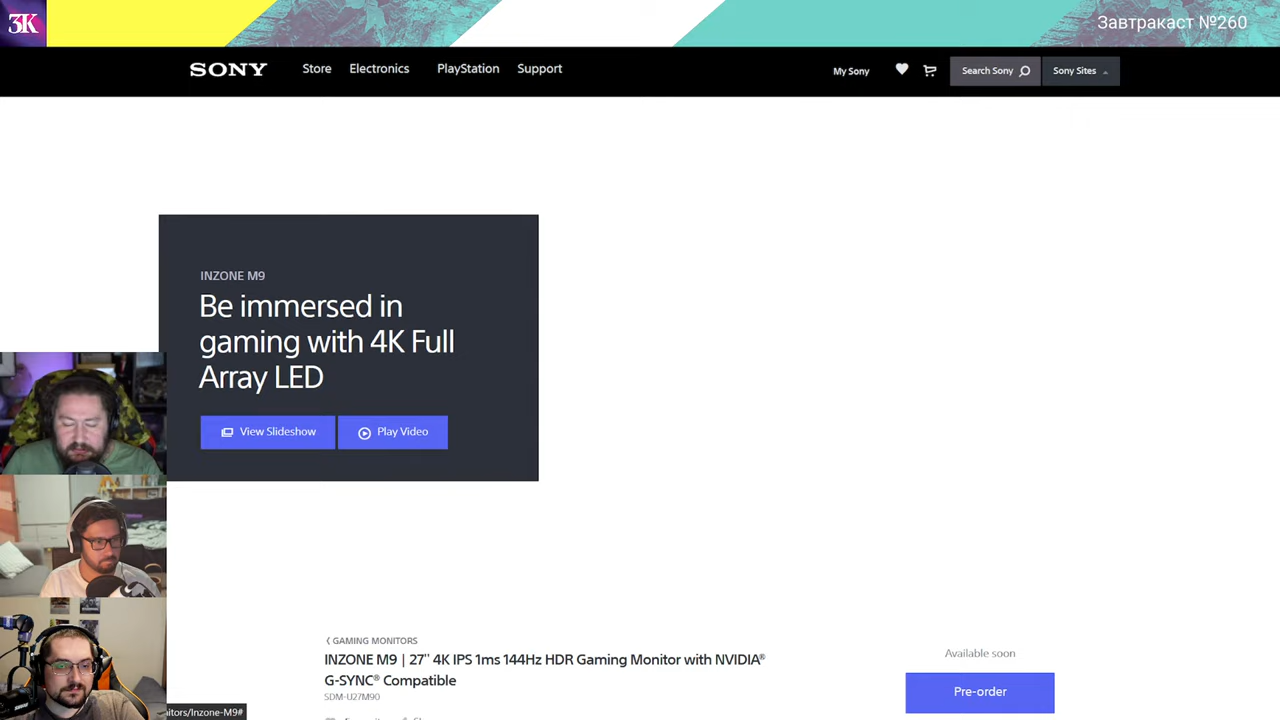 3K
Завтракаст №260
SONY Store Electronics PlayStation Support My Sony Search Sony Sony Sites
INZONE M9
Be immersed in
gaming with 4K Full
Array LED
View Slideshow Play Video
GAMING MONITORS
INZONE M9 | 27" 4K IPS 1ms 144Hz HDR Gaming Monitor with NVIDIA®
G-SYNC® Compatible
SDM-U27M90
Available soon
Pre-order
itors/Inzone-M9#